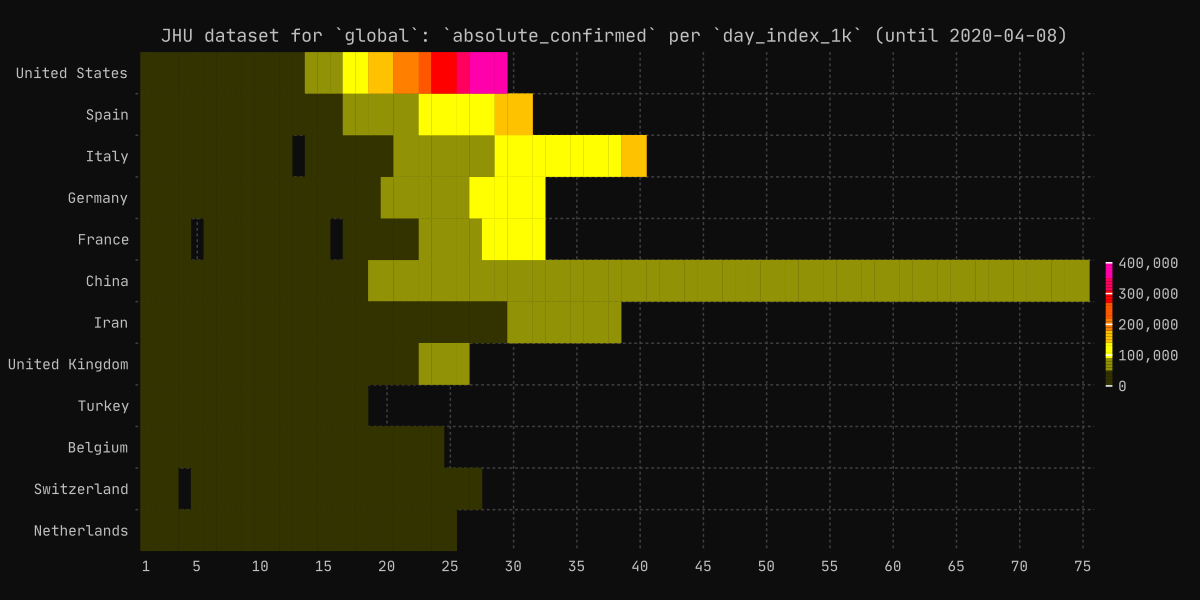 JHU dataset for `global`: `absolute_confirmed` per `day_index_1k` (until 2020-04-08)
United States
Spain
Italy
Germany
France
China
Iran
United Kingdom
Turkey
Belgium
Switzerland
Netherlands
1 5 10 15 20 25 30 35 40 45 50 55 60 65 70 75
400,000
300,000
200,000
100,000
0